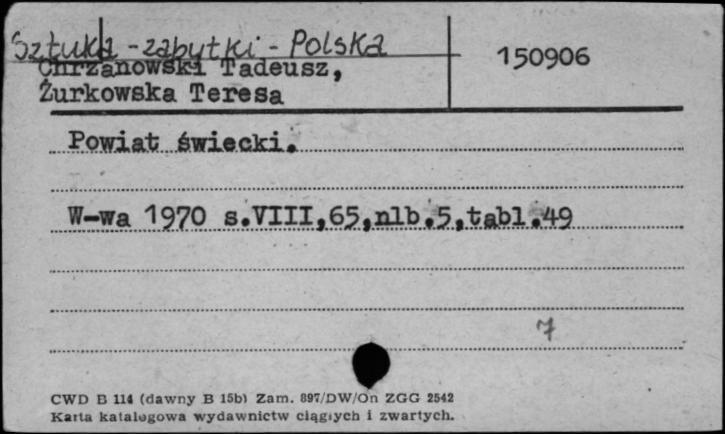 Sztuka - zabytki - Polska
150906
Chrzanowski Tadeusz,
Żurkowska Teresa
Powiat świecki.
W-wa 1970 s.VIII,65,nlb.5,tabl.49
7
CWD B 114 (dawny B 15b) Zam. 897/DW/On ZGG 2542
Karta katalogowa wydawnictw ciągłych i zwartych.